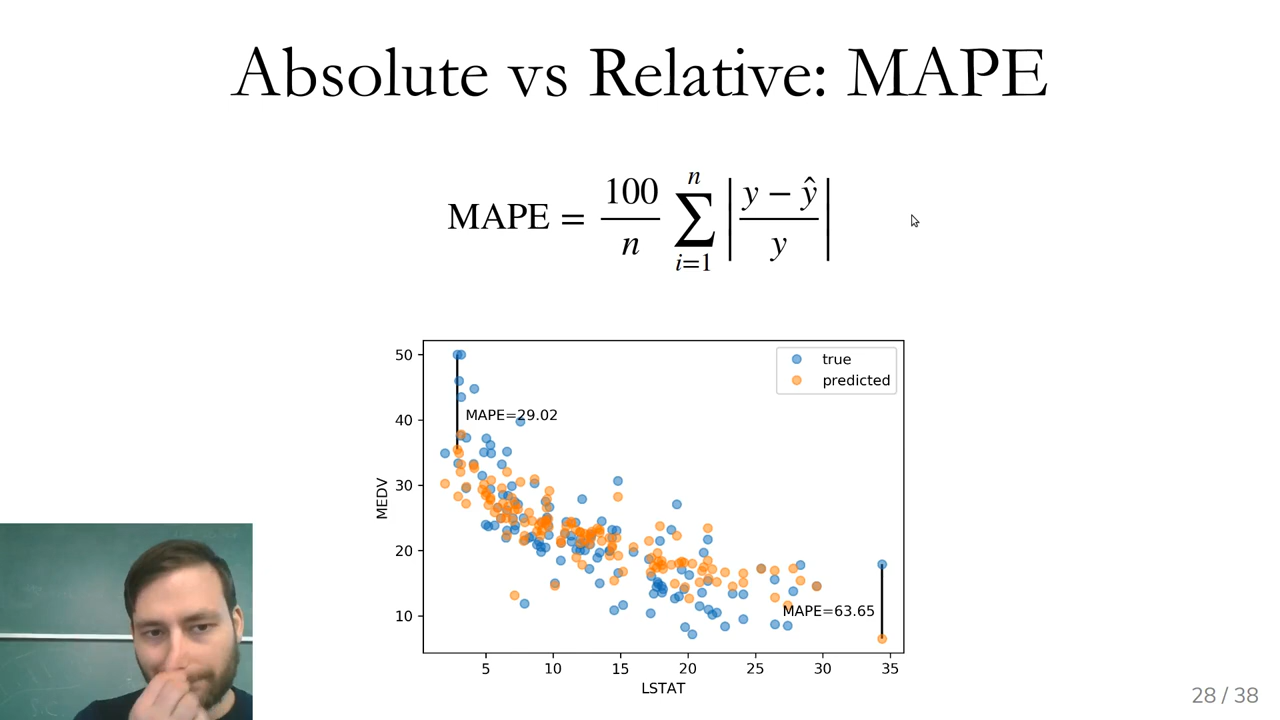 Absolute vs Relative: MAPE
MAPE = 100/n ∑_{i=1}^{n} |(y − ŷ)/y|
true
predicted
MAPE=29.02
MAPE=63.65
MEDV
50
40
30
20
10
5 10 15 20 25 30 35
LSTAT
28 / 38